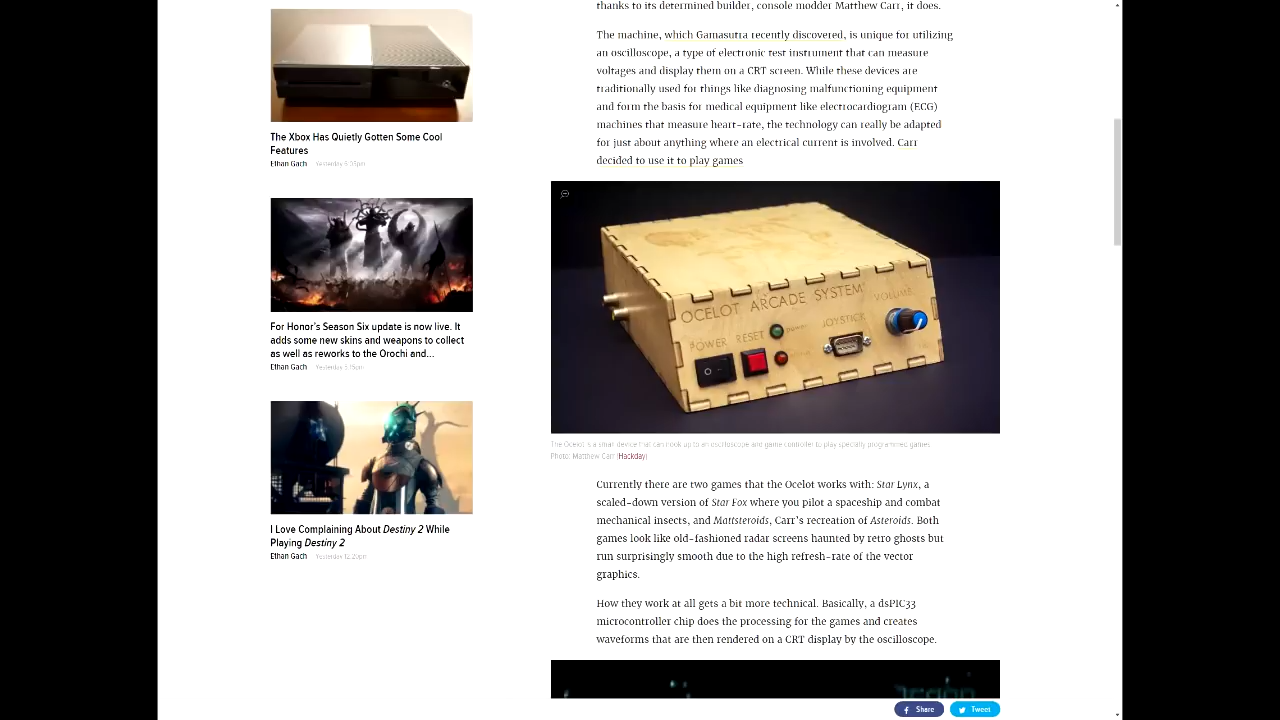 The Xbox Has Quietly Gotten Some Cool
Features
Ethan Gach Yesterday 6:05pm
For Honor's Season Six update is now live. It
adds some new skins and weapons to collect
as well as reworks to the Orochi and...
Ethan Gach Yesterday 5:15pm
I Love Complaining About Destiny 2 While
Playing Destiny 2
Ethan Gach Yesterday 12:20pm
thanks to its determined builder, console modder Matthew Carr, it does.
The machine, which Gamasutra recently discovered, is unique for utilizing
an oscilloscope, a type of electronic test instrument that can measure
voltages and display them on a CRT screen. While these devices are
traditionally used for things like diagnosing malfunctioning equipment
and form the basis for medical equipment like electrocardiogram (ECG)
machines that measure heart-rate, the technology can really be adapted
for just about anything where an electrical current is involved. Carr
decided to use it to play games
OCELOT ARCADE SYSTEM
POWER RESET power JOYSTICK VOLUME
The Ocelot is a small device that can hook up to an oscilloscope and game controller to play specially programmed games.
Photo: Matthew Carr (Hackday)
Currently there are two games that the Ocelot works with: Star Lynx, a
scaled-down version of Star Fox where you pilot a spaceship and combat
mechanical insects, and Mattsteroids, Carr's recreation of Asteroids. Both
games look like old-fashioned radar screens haunted by retro ghosts but
run surprisingly smooth due to the high refresh-rate of the vector
graphics.
How they work at all gets a bit more technical. Basically, a dsPIC33
microcontroller chip does the processing for the games and creates
waveforms that are then rendered on a CRT display by the oscilloscope.
Share Tweet